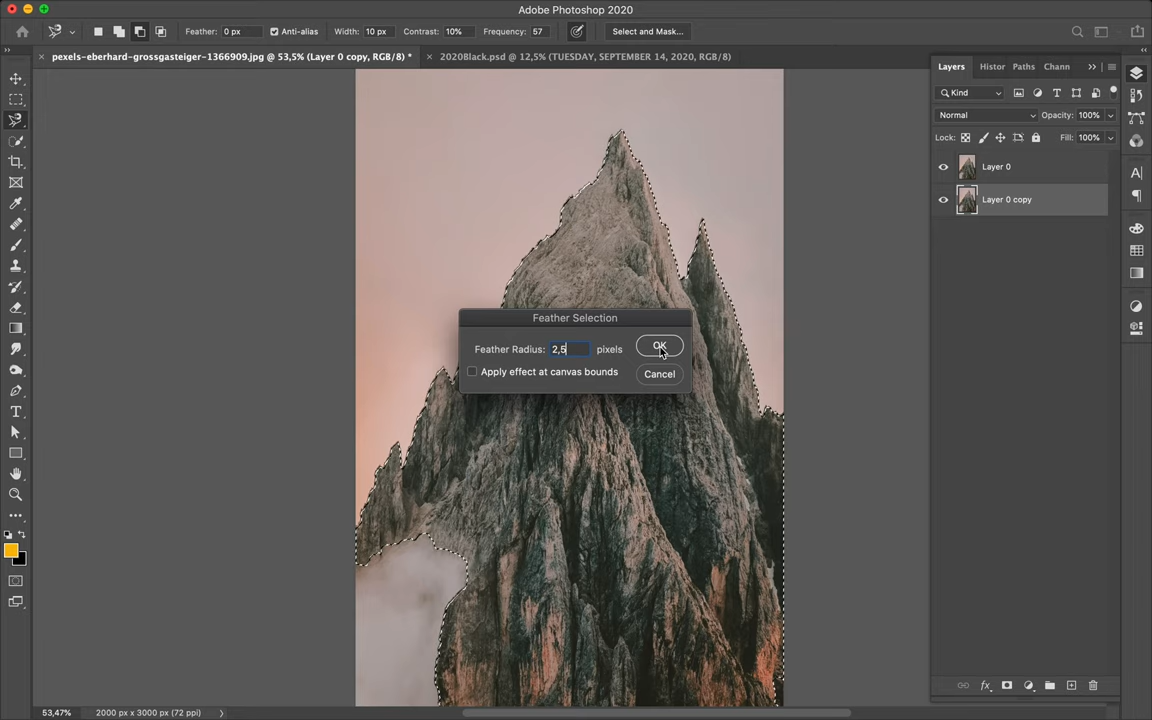 Adobe Photoshop 2020
Feather: 0 px Anti-alias Width: 10 px Contrast: 10% Frequency: 57 Select and Mask...
pexels-eberhard-grossgasteiger-1366909.jpg @ 53,5% (Layer 0 copy, RGB/8) * 2020Black.psd @ 12,5% (TUESDAY, SEPTEMBER 14, 2020, RGB/8)
Layers Histor Paths Chann
Kind
Normal Opacity: 100%
Lock: Fill: 100%
Layer 0
Layer 0 copy
Feather Selection
Feather Radius: 2,5 pixels OK
Apply effect at canvas bounds Cancel
53,47% 2000 px x 3000 px (72 ppi)